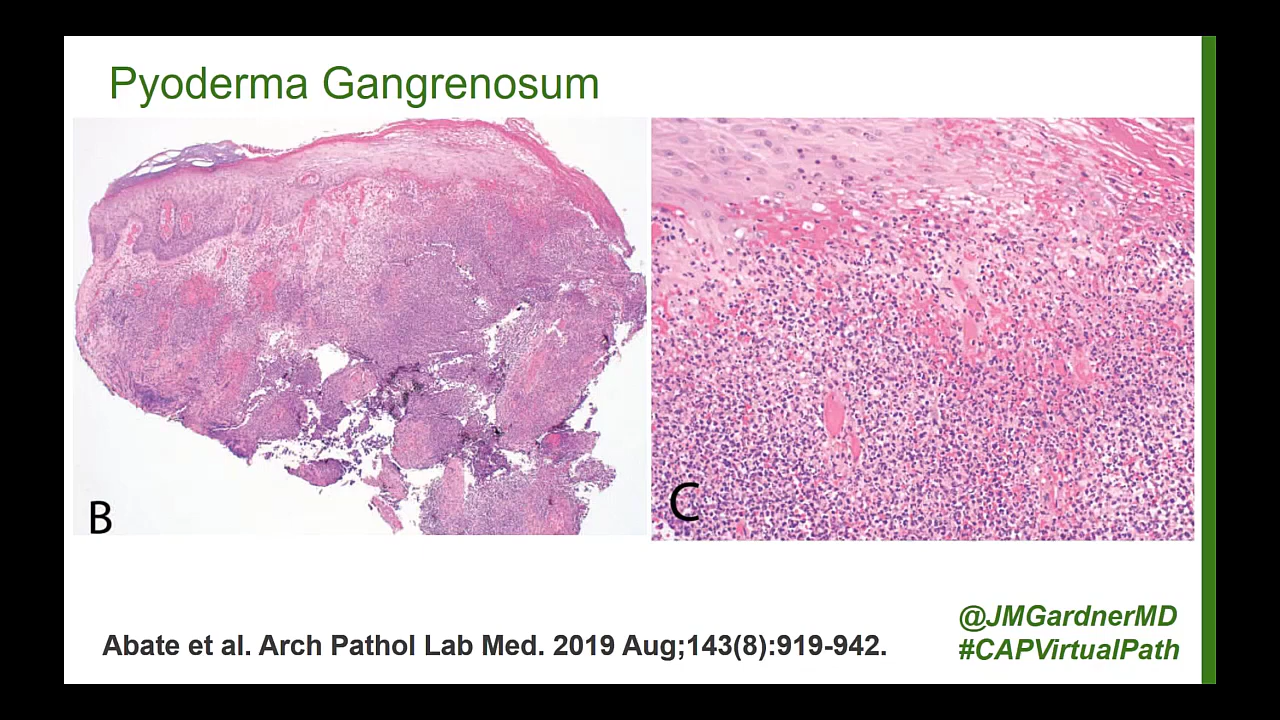 Pyoderma Gangrenosum
B
C
Abate et al. Arch Pathol Lab Med. 2019 Aug;143(8):919-942.
@JMGardnerMD
#CAPVirtualPath